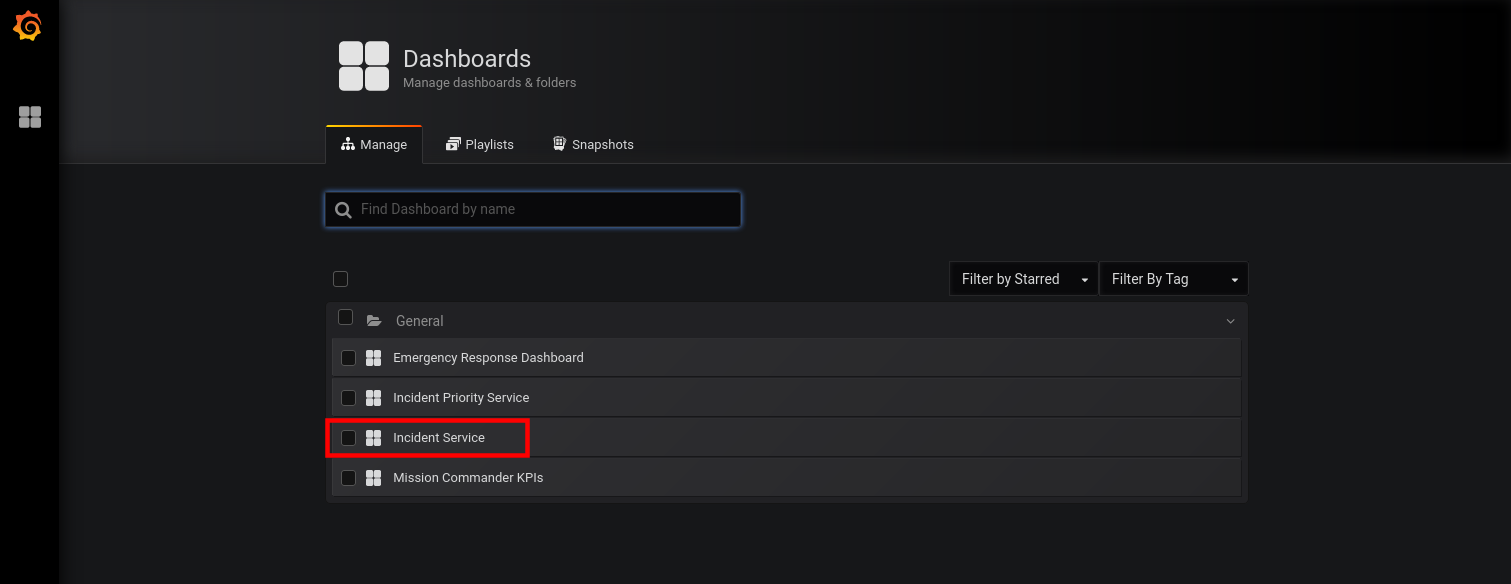 Dashboards
Manage dashboards & folders
Manage Playlists Snapshots
Find Dashboard by name
Filter by Starred Filter By Tag
General
Emergency Response Dashboard
Incident Priority Service
Incident Service
Mission Commander KPIs